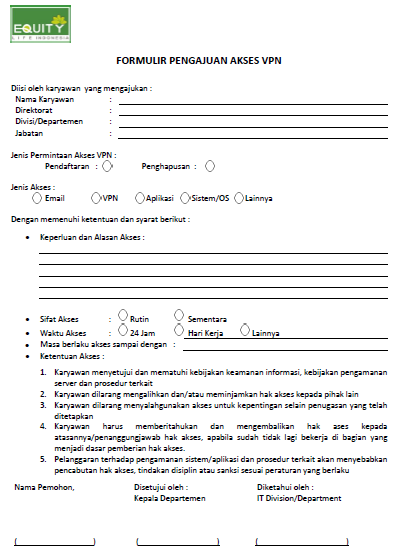 EQUITY
LIFE INDONESIA
FORMULIR PENGAJUAN AKSES VPN
Diisi oleh karyawan yang mengajukan :
Nama Karyawan :
Direktorat :
Divisi/Departemen :
Jabatan :
Jenis Permintaan Akses VPN :
Pendaftaran : Penghapusan :
Jenis Akses :
Email VPN Aplikasi Sistem/OS Lainnya
Dengan memenuhi ketentuan dan syarat berikut :
• Keperluan dan Alasan Akses :
• Sifat Akses : Rutin Sementara
• Waktu Akses : 24 Jam Hari Kerja Lainnya
• Masa berlaku akses sampai dengan :
• Ketentuan Akses :
1. Karyawan menyetujui dan mematuhi kebijakan keamanan informasi, kebijakan pengamanan
server dan prosedur terkait
2. Karyawan dilarang mengalihkan dan/atau meminjamkan hak akses kepada pihak lain
3. Karyawan dilarang menyalahgunakan akses untuk kepentingan selain penugasan yang telah
ditetapkan
4. Karyawan harus memberitahukan dan mengembalikan hak ases kepada
atasannya/penanggungjawab hak akses, apabila sudah tidak lagi bekerja di bagian yang
menjadi dasar pemberian hak akses.
5. Pelanggaran terhadap pengamanan sistem/aplikasi dan prosedur terkait akan menyebabkan
pencabutan hak akses, tindakan disiplin atau sanksi sesuai peraturan yang berlaku
Nama Pemohon, Disetujui oleh : Diketahui oleh :
Kepala Departemen IT Division/Department
(____________) (____________) (____________)